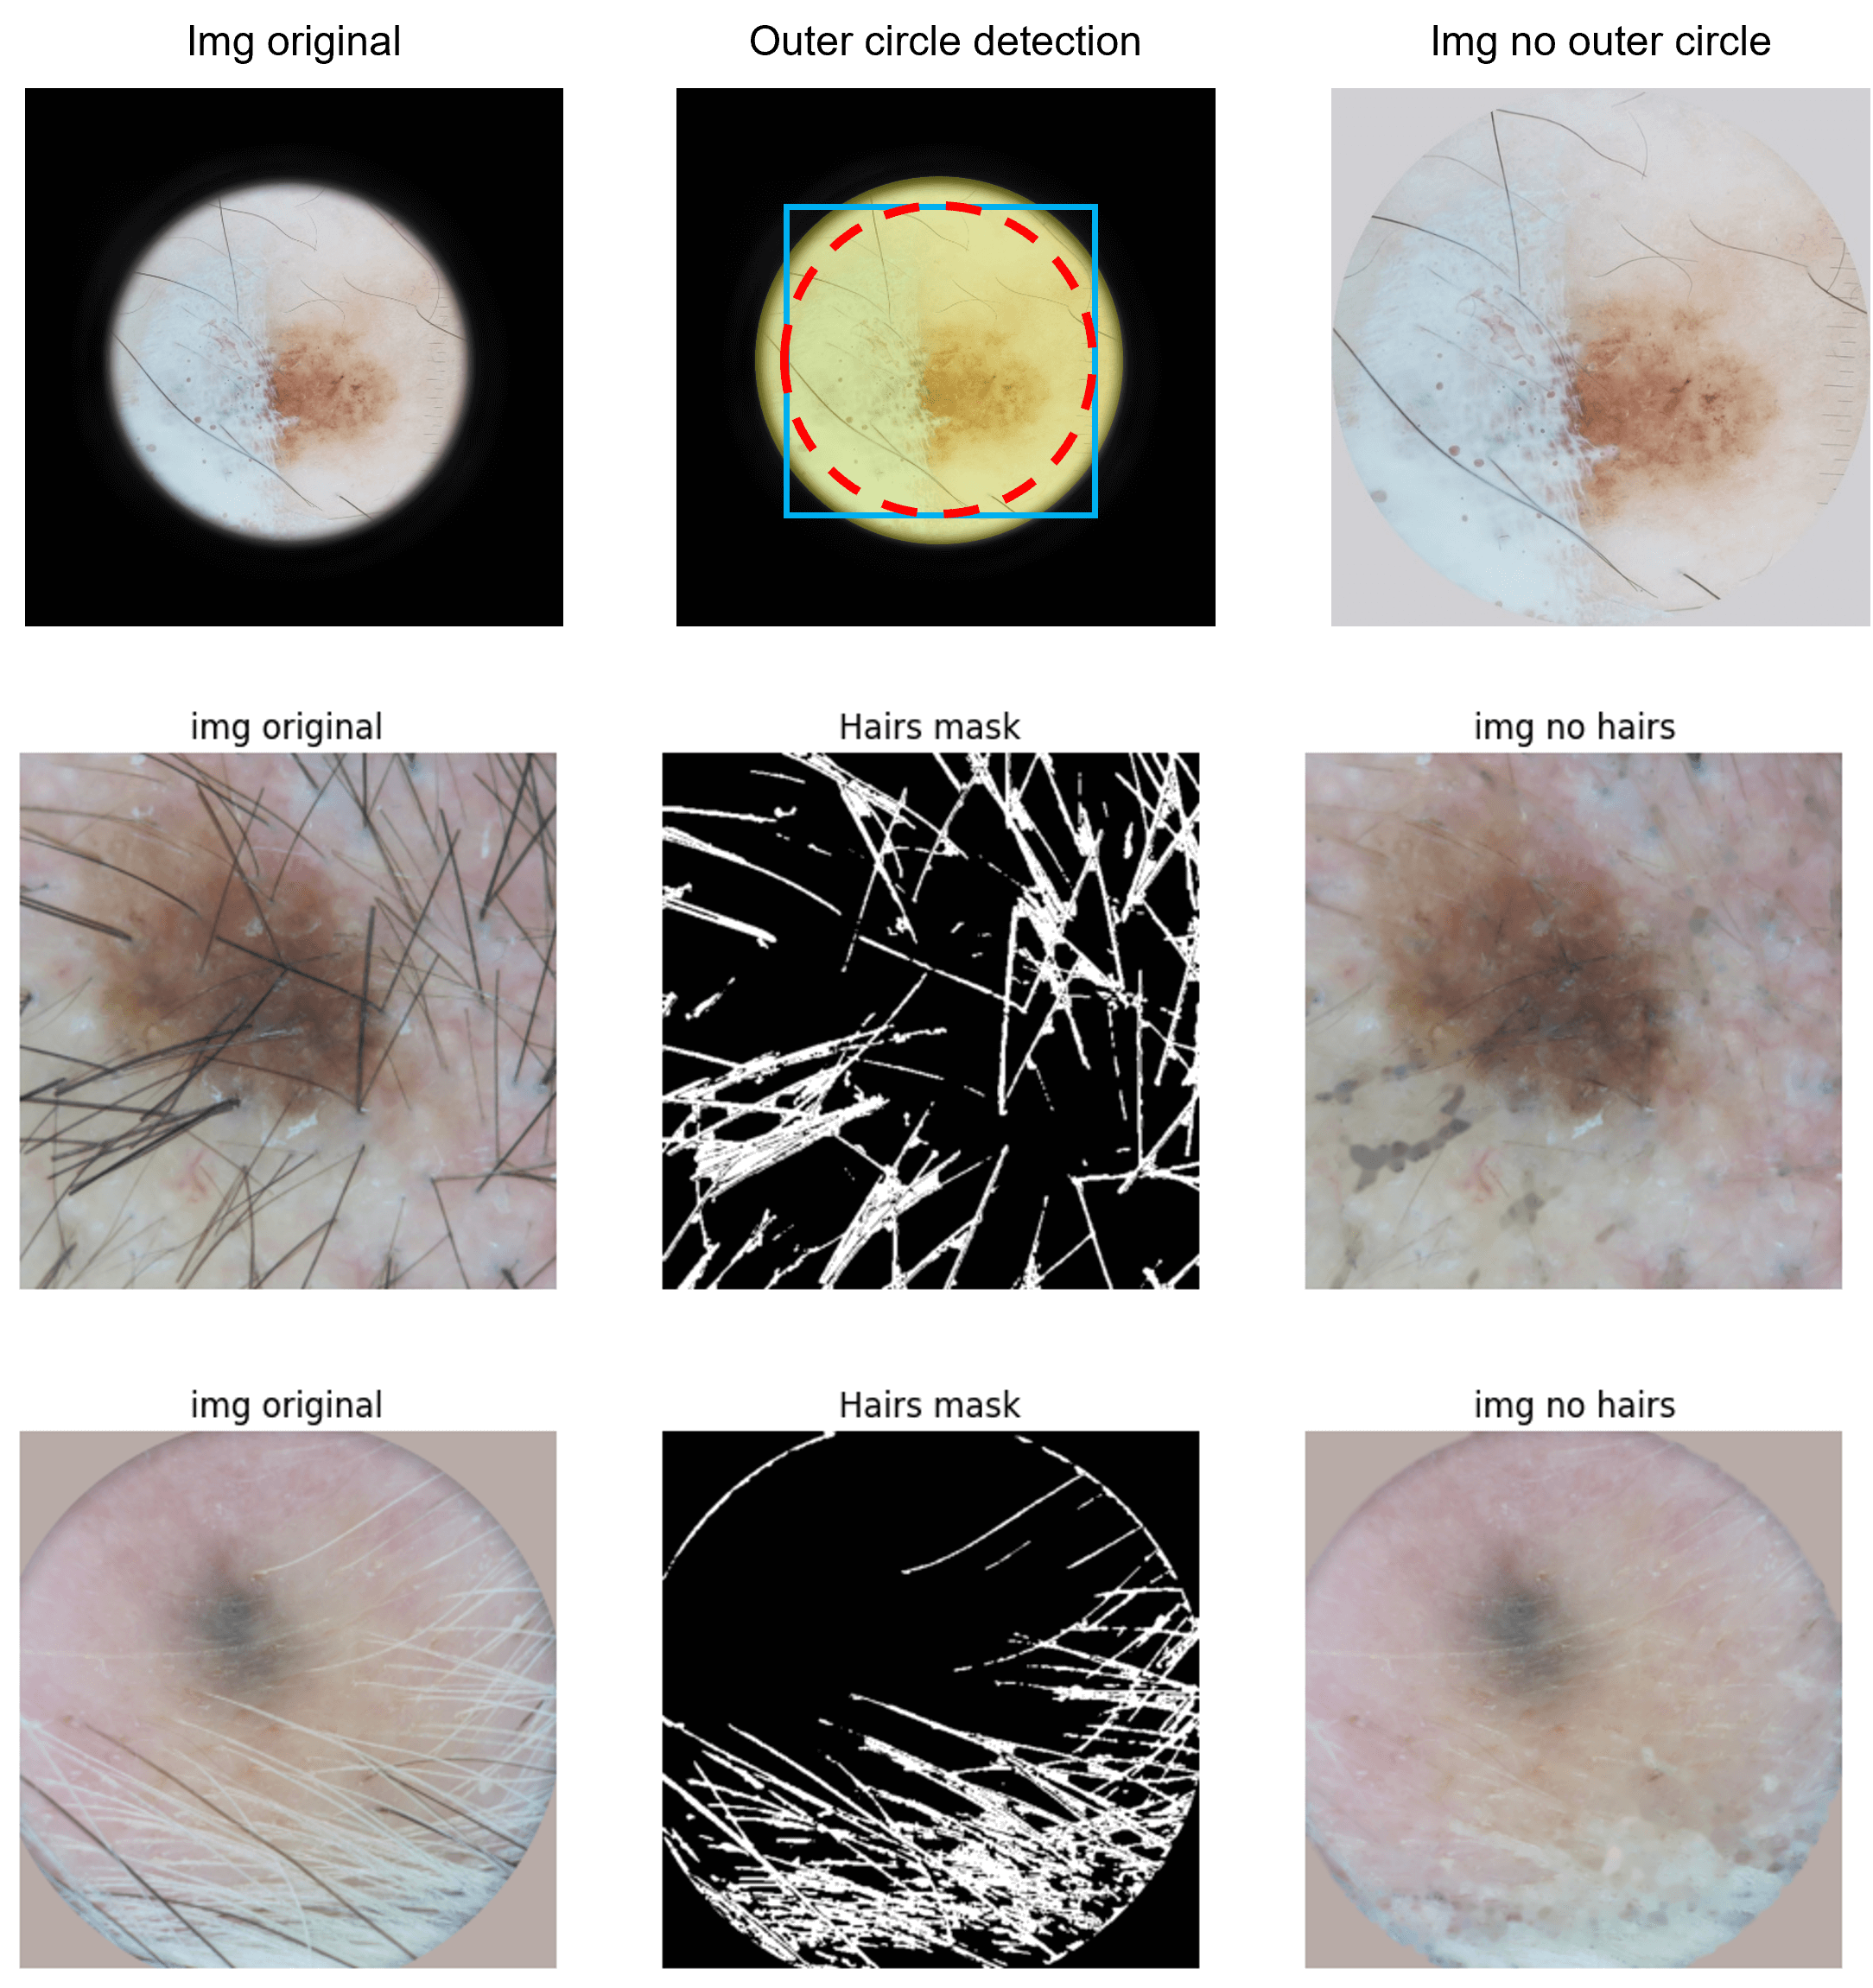 Img original
Outer circle detection
Img no outer circle
img original
Hairs mask
img no hairs
img original
Hairs mask
img no hairs